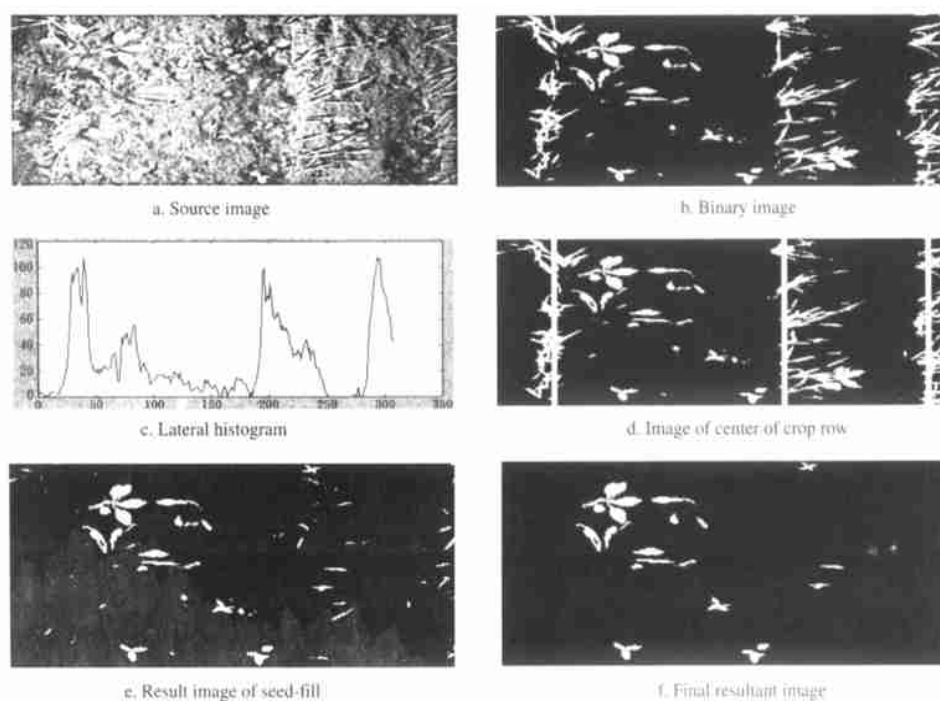 a. Source image
b. Binary image
120
100
80
60
40
20
0
0 50 100 150 200 250 300 350
c. Lateral histogram
d. Image of center of crop row
e. Result image of seed-fill
f. Final resultant image